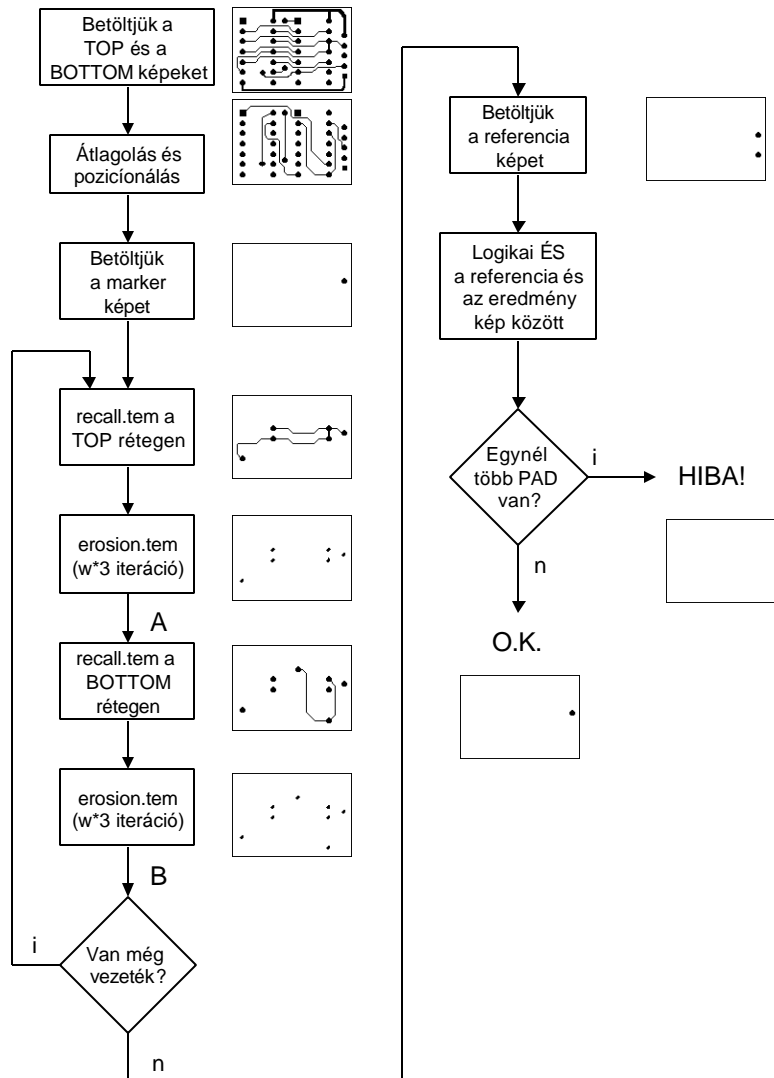 Betöltjük a
TOP és a
BOTTOM képeket
Átlagolás és
pozicíonálás
Betöltjük
a marker
képet
recall.tem a
TOP rétegen
erosion.tem
(w*3 iteráció)
A
recall.tem a
BOTTOM
rétegen
erosion.tem
(w*3 iteráció)
B
i
Van még
vezeték?
n
Betöltjük
a referencia
képet
Logikai ÉS
a referencia és
az eredmény
kép között
Egynél
több PAD
van?
i
HIBA!
n
O.K.